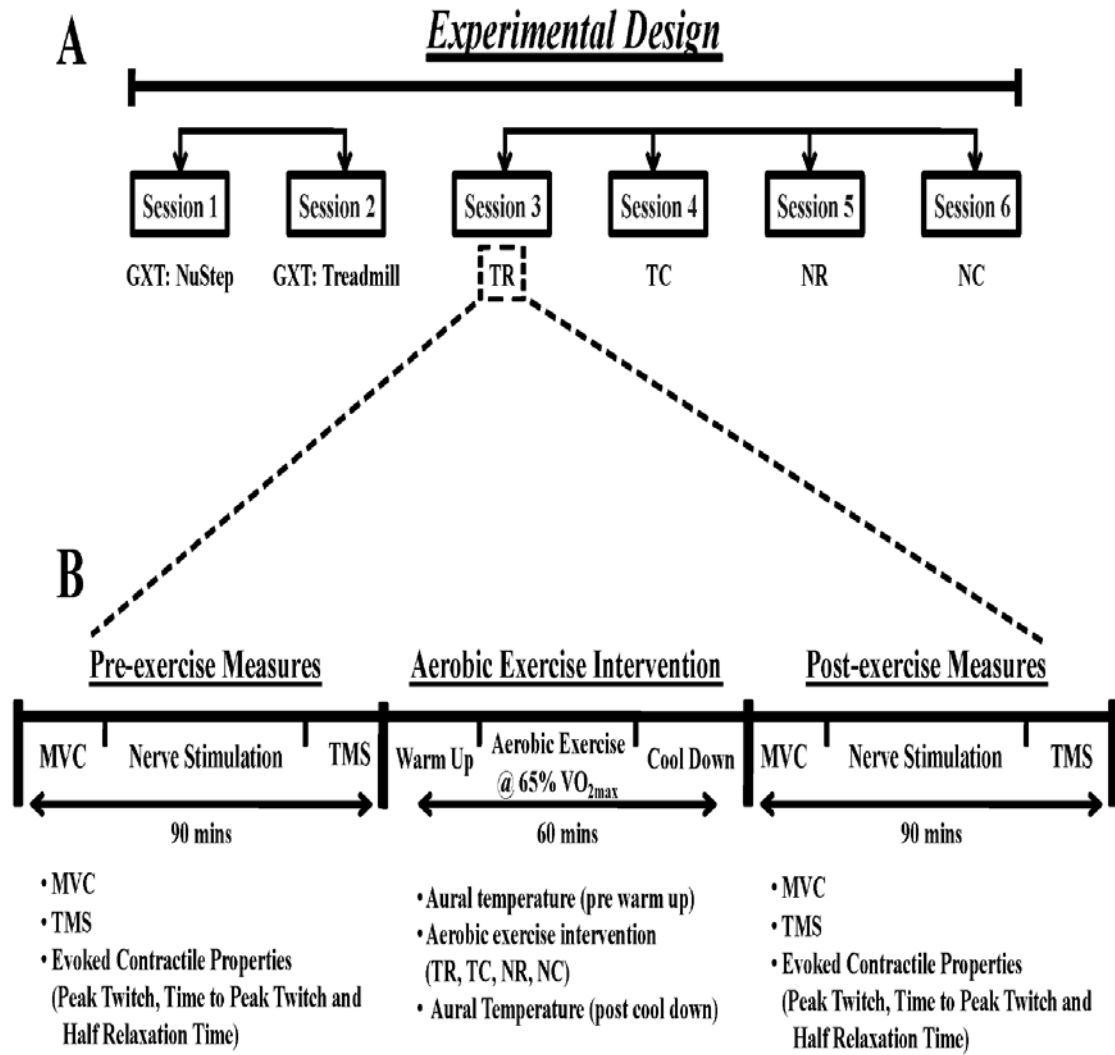 A
Experimental Design
Session 1 Session 2 Session 3 Session 4 Session 5 Session 6
GXT: NuStep GXT: Treadmill TR TC NR NC
B
Pre-exercise Measures Aerobic Exercise Intervention Post-exercise Measures
MVC Nerve Stimulation TMS Warm Up Aerobic Exercise Cool Down MVC Nerve Stimulation TMS
@ 65% VO2max
90 mins 60 mins 90 mins
• MVC
• TMS
• Evoked Contractile Properties
(Peak Twitch, Time to Peak Twitch and
Half Relaxation Time)
• Aural temperature (pre warm up)
• Aerobic exercise intervention
(TR, TC, NR, NC)
• Aural Temperature (post cool down)
• MVC
• TMS
• Evoked Contractile Properties
(Peak Twitch, Time to Peak Twitch and
Half Relaxation Time)